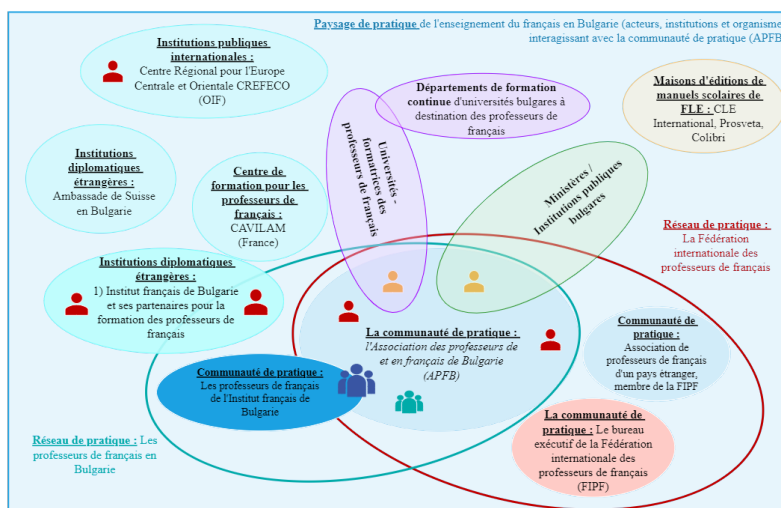 Paysage de pratique de l'enseignement du français en Bulgarie (acteurs, institutions et organisme
interagissant avec la communauté de pratique (APFB
Institutions publiques
internationales :
Centre Régional pour l'Europe
Centrale et Orientale CREFECO
(OIF)
Départements de formation
continue d'universités bulgares à
destination des professeurs de
français
Maisons d'éditions de
manuels scolaires de
FLE : CLE
International, Prosveta,
Colibri
Institutions
diplomatiques
étrangères :
Ambassade de Suisse
en Bulgarie
Centre de
formation pour les
professeurs de
français :
CAVILAM
(France)
Universités -
formatrices des
professeurs de français
Ministères /
Institutions publiques
bulgares
Réseau de pratique :
La Fédération
internationale des
professeurs de français
Institutions diplomatiques
étrangères :
1) Institut français de Bulgarie
et ses partenaires pour la
formation des professeurs de
français
La communauté de pratique :
l'Association des professeurs de
et en français de Bulgarie
(APFB)
Communauté de
pratique :
Association de
professeurs de français
d'un pays étranger,
membre de la FIPF
Communauté de pratique :
Les professeurs de français
de l'Institut français de
Bulgarie
La communauté de
pratique : Le bureau
exécutif de la Fédération
internationale des
professeurs de français
(FIPF)
Réseau de pratique : Les
professeurs de français en
Bulgarie